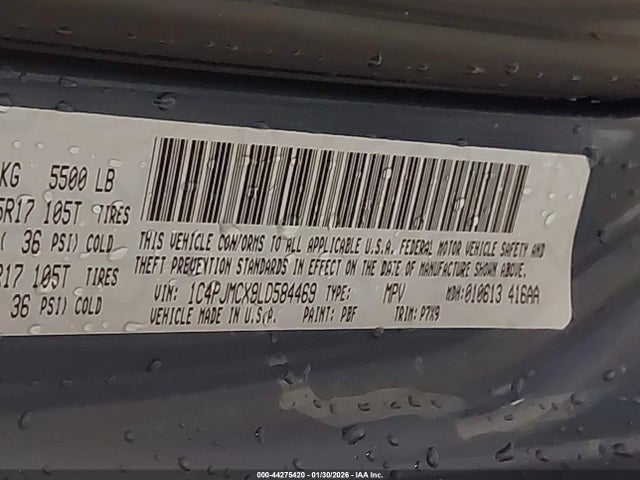 KG 5500 LB
5R17 105T TIRES
( 36 PSI) COLD
R17 105T TIRES
36 PSI) COLD
THIS VEHICLE CONFORMS TO ALL APPLICABLE U.S.A. FEDERAL MOTOR VEHICLE SAFETY AND
THEFT PREVENTION STANDARDS IN EFFECT ON THE DATE OF MANUFACTURE SHOWN ABOVE.
VIN: 1C4PJMCX9LD584469 TYPE: MPV MDH: 010613 416AA
VEHICLE MADE IN U.S.A. PAINT: PBF TRIM: P7X9
000-44275420 - 01/30/2026 - IAA Inc.